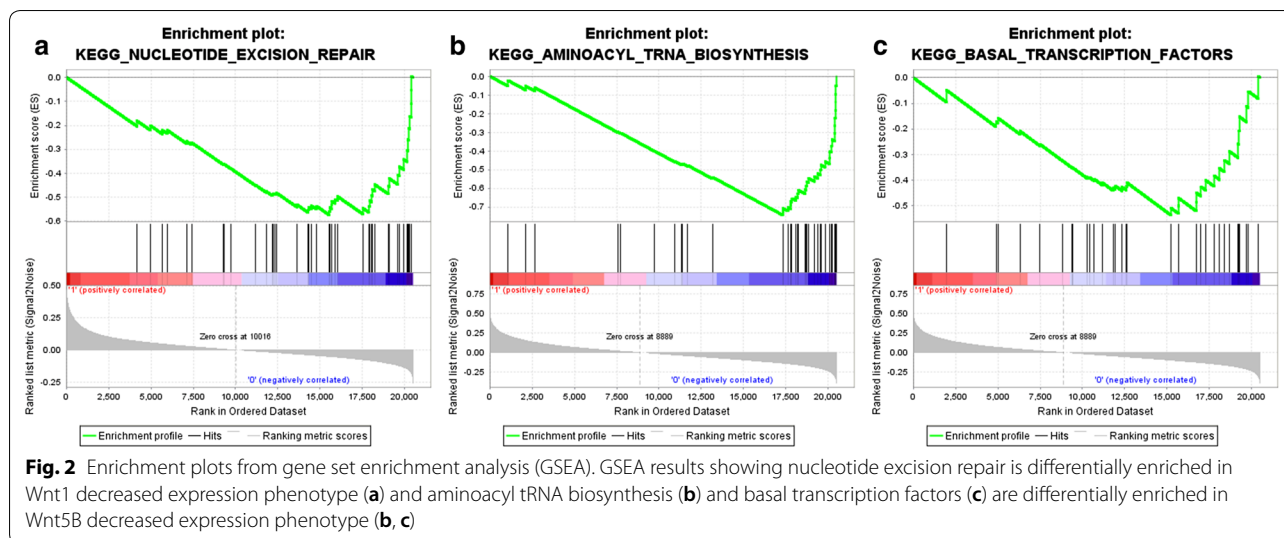 a
Enrichment plot:
KEGG_NUCLEOTIDE_EXCISION_REPAIR
Enrichment score (ES)
0.0
-0.1
-0.2
-0.3
-0.4
-0.5
-0.6
Ranked list metric (Signal2Noise)
0.50
0.25
0.00
-0.25
'1' (positively correlated)
Zero cross at 10016
'0' (negatively correlated)
0 2,500 5,000 7,500 10,000 12,500 15,000 17,500 20,000
Rank in Ordered Dataset
Enrichment profile Hits Ranking metric scores
b
Enrichment plot:
KEGG_AMINOACYL_TRNA_BIOSYNTHESIS
Enrichment score (ES)
0.0
-0.1
-0.2
-0.3
-0.4
-0.5
-0.6
-0.7
Ranked list metric (Signal2Noise)
0.75
0.50
0.25
0.00
-0.25
'1' (positively correlated)
Zero cross at 8889
'0' (negatively correlated)
0 2,500 5,000 7,500 10,000 12,500 15,000 17,500 20,000
Rank in Ordered Dataset
Enrichment profile Hits Ranking metric scores
c
Enrichment plot:
KEGG_BASAL_TRANSCRIPTION_FACTORS
Enrichment score (ES)
0.0
-0.1
-0.2
-0.3
-0.4
-0.5
Ranked list metric (Signal2Noise)
0.75
0.50
0.25
0.00
-0.25
'1' (positively correlated)
Zero cross at 8889
'0' (negatively correlated)
0 2,500 5,000 7,500 10,000 12,500 15,000 17,500 20,000
Rank in Ordered Dataset
Enrichment profile Hits Ranking metric scores
Fig. 2 Enrichment plots from gene set enrichment analysis (GSEA). GSEA results showing nucleotide excision repair is differentially enriched in
Wnt1 decreased expression phenotype (a) and aminoacyl tRNA biosynthesis (b) and basal transcription factors (c) are differentially enriched in
Wnt5B decreased expression phenotype (b, c)